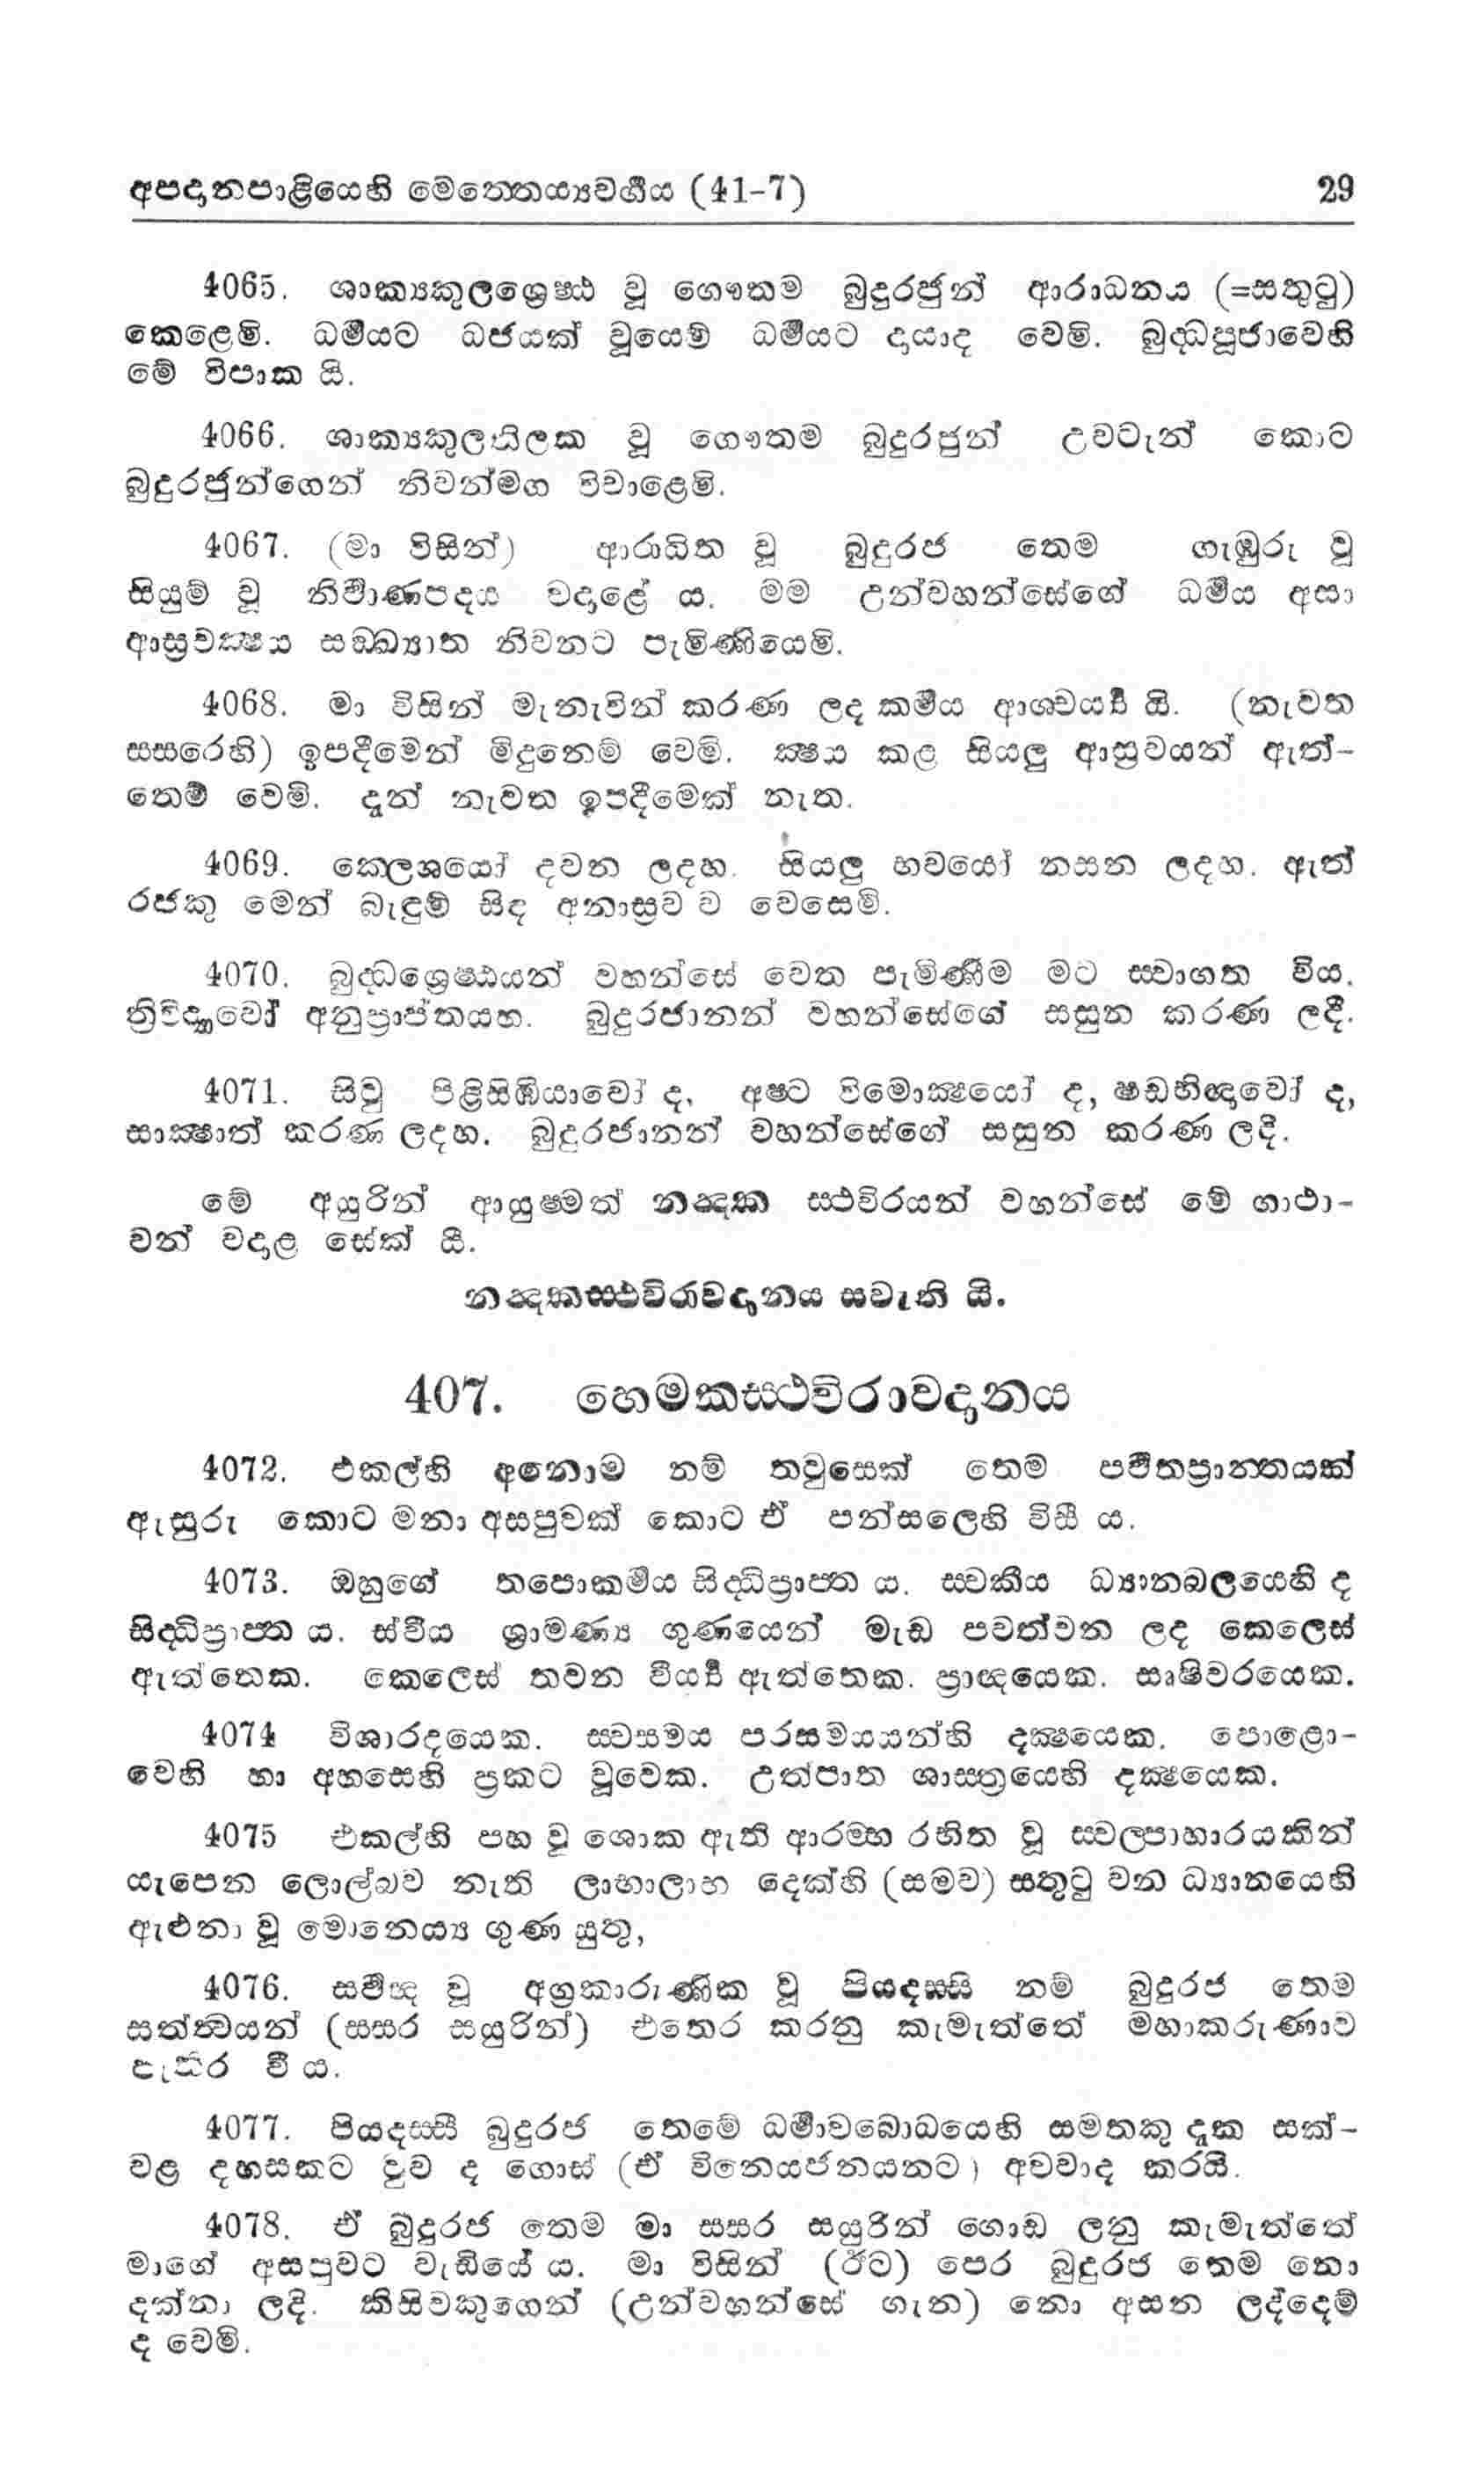 අපදානපාළියෙහි මෙත්තෙය්‍යවර්‍ගය (41-7) 29
4065. ශාක්‍යකුලශ්‍රෙෂ්ඨ වූ ගෞතම බුදුරජුන් ආරාධනය (=සතුටු)
කෙළෙමි. ධර්‍මයට ධජයක් වූයෙම් ධර්‍මයට දායාද වෙමි. බුද්ධපූජාවෙහි
මේ විපාක යි.
4066. ශාක්‍යකුලතිලක වූ ගෞතම බුදුරජුන් උවටැන් කොට
බුදුරජුන්ගෙන් නිවන්මග විචාළෙමි.
4067. (මා විසින්) ආරාධිත වූ බුදුරජ තෙම ගැඹුරු වූ
සියුම් වූ නිර්‍වාණපදය වදාළේ ය. මම උන්වහන්සේගේ ධර්‍මය අසා
ආස්‍රවක්‍ෂය සඞ්ඛ්‍යාත නිවනට පැමිණියෙමි.
4068. මා විසින් මැනැවින් කරණ ලද කර්‍මය ආශ්චර්‍ය්‍ය යි. (නැවත
සසරෙහි) ඉපදීමෙන් මිදුනෙම් වෙමි. ක්‍ෂය කළ සියලු ආස්‍රවයන් ඇත්-
තෙම් වෙමි. දැන් නැවත ඉපදීමෙක් නැත.
4069. කෙලශයෝ දවන ලදහ. සියලු භවයෝ නසන ලදහ. ඇත්
රජකු මෙන් බැඳුම් සිඳ අනාස්‍රව ව වෙසෙමි.
4070. බුද්ධශ්‍රෙෂ්ඨයන් වහන්සේ වෙත පැමිණීම මට ස්වාගත විය.
ත්‍රිවිද්‍යාවෝ අනුප්‍රාප්තයහ. බුදුරජානන් වහන්සේගේ සසුන කරණ ලදී.
4071. සිවු පිළිසිඹියාවෝ ද, අෂ්ට විමොක්‍ෂයෝ ද, ෂඩභිඥාවෝ ද,
සාක්‍ෂාත් කරණ ලදහ. බුදුරජානන් වහන්සේගේ සසුන කරණ ලදි.
මේ අයුරින් ආයුෂ්මත් නන්‍දක ස්ථවිරයන් වහන්සේ මේ ගාථා-
වන් වදාළ සේක් යි.
නන්‍දකස්ථවිරාවදානය සවැනි යි.
407. හෙමකස්ථවිරාවදානය
4072. එකල්හි අනොම නම් තවුසෙක් තෙම පර්‍වතප්‍රාන්තයක්
ඇසුරු කොට මනා අසපුවක් කොට ඒ පන්සලෙහි විසී ය.
4073. ඔහුගේ තපොකර්‍මය සිද්ධිප්‍රාප්ත ය. ස්වකීය ධ්‍යානබලයෙහි ද
සිද්ධිප්‍රාප්ත ය. ස්වීය ශ්‍රාමණ්‍ය ගුණයෙන් මැඩ පවත්වන ලද කෙලෙස්
ඇත්තෙක. කෙලෙස් තවන වීර්‍ය්‍ය ඇත්තෙක. ප්‍රාඥයෙක. ඍෂිවරයෙක.
4074 විශාරදයෙක. ස්වසමය පරසමයයන්හි දක්‍ෂයෙක. පොළො-
වෙහි හා අහසෙහි ප්‍රකට වූවෙක. උත්පාත ශාස්ත්‍රයෙහි දක්‍ෂයෙක.
4075 එකල්හි පහ වූ ශොක ඇති ආරම්භ රහිත වූ ස්වල්පාහාරයකින්
යැපෙන ලොල්බව නැති ලාභාලාභ දෙක්හි (සමව) සතුටු වන ධ්‍යානයෙහි
ඇළුනා වූ මොනෙය්‍ය ගුණ යුතු,
4076. සර්‍වඥ වූ අග්‍රකාරුණික වූ පියදස්සි නම් බුදුරජ තෙම
සත්ත්වයන් (සසර සයුරින්) එතෙර කරනු කැමැත්තේ මහාකරුණාව
පැතිර වී ය.
4077. පියදස්සී බුදුරජ තෙමේ ධර්‍මාවබොධයෙහි සමතකු දැක සක්-
වළ දහසකට වුව ද ගොස් (ඒ විනෙයජනයනට) අවවාද කරයි.
4078. ඒ බුදුරජ තෙම මා සසර සයුරින් ගොඩ ලනු කැමැත්තේ
මාගේ අසපුවට වැඩියේ ය. මා විසින් (ඊට) පෙර බුදුරජ තෙම නො
දක්නා ලදි. කිසිවකුගෙන් (උන්වහන්සේ ගැන) නො අසන ලද්දෙම්
ද වෙමි.